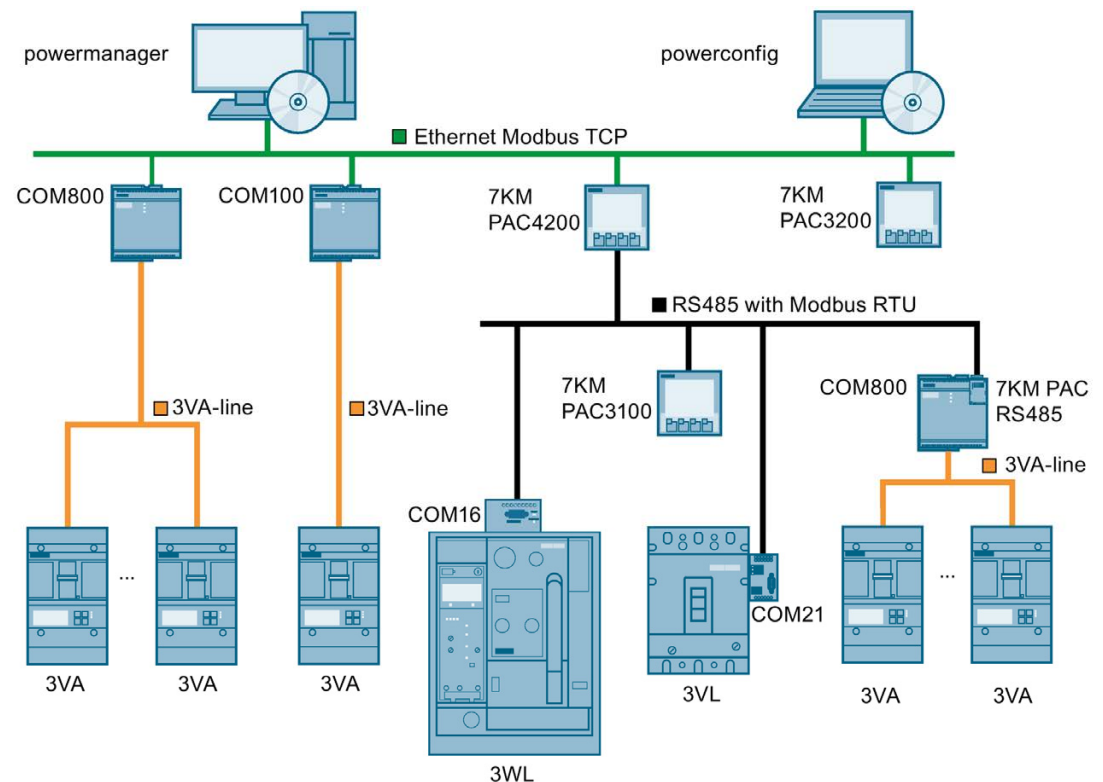 powermanager
powerconfig
Ethernet Modbus TCP
COM800
COM100
7KM
PAC4200
7KM
PAC3200
RS485 with Modbus RTU
3VA-line
3VA-line
7KM
PAC3100
COM800
7KM PAC
RS485
3VA-line
COM16
COM21
...
...
3VA
3VA
3VA
3WL
3VL
3VA
3VA